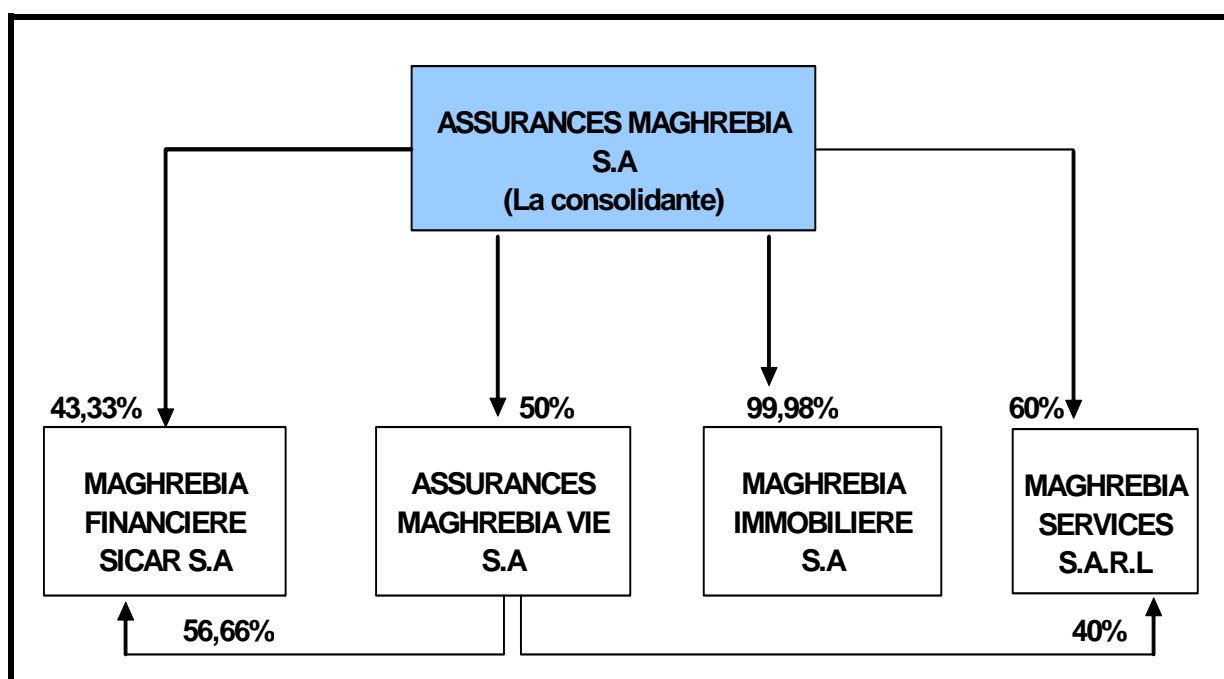 ASSURANCES MAGHREBIA
S.A
(La consolidante)
43,33%
50%
99,98%
60%
MAGHREBIA
FINANCIERE
SICAR S.A
ASSURANCES
MAGHREBIA VIE
S.A
MAGHREBIA
IMMOBILIERE
S.A
MAGHREBIA
SERVICES
S.A.R.L
56,66%
40%